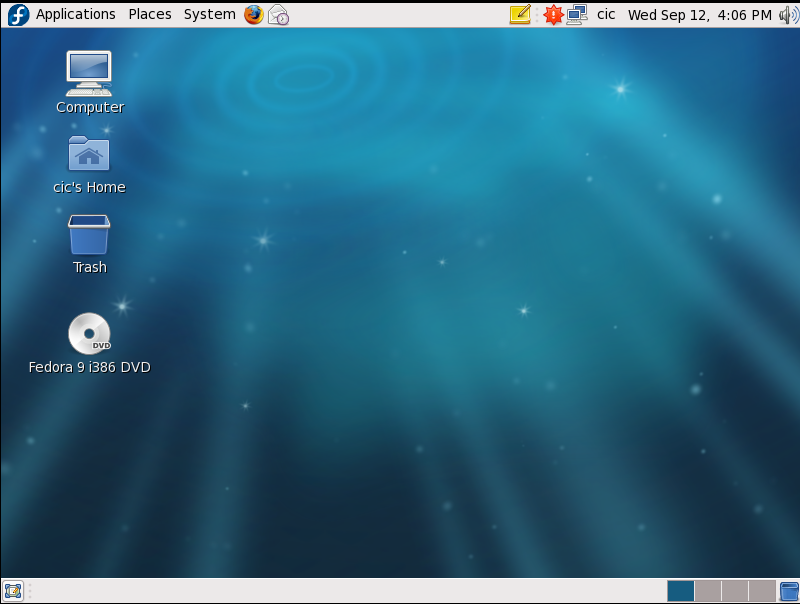 Applications Places System cic Wed Sep 12, 4:06 PM
Computer
cic's Home
Trash
DVD
Fedora 9 i386 DVD